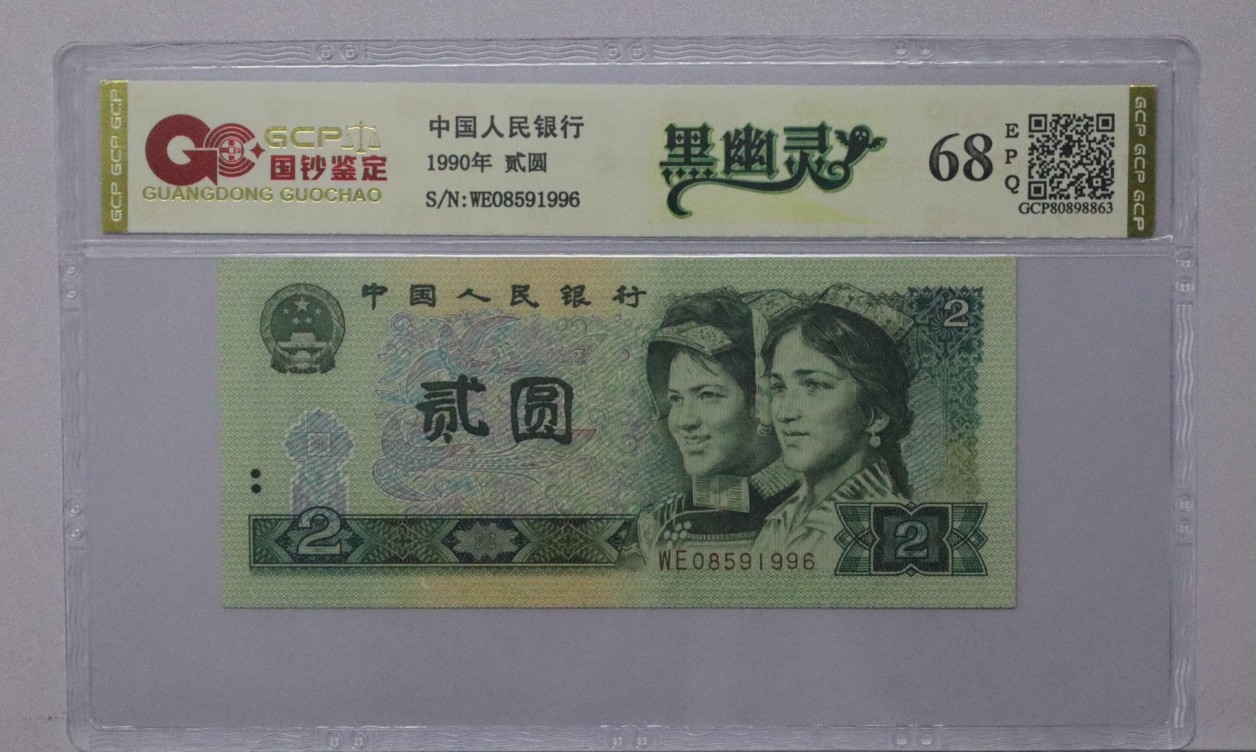 GCP GCP GCP
GCP
国钞鉴定
GUANGDONG GUOCHAO
中国人民银行
1990年 贰圆
S/N:WE08591996
黑幽灵
68
E
P
Q
GCP80898863
GCP GCP GCP
中国人民银行
2
贰圆
2
WE08591996
2